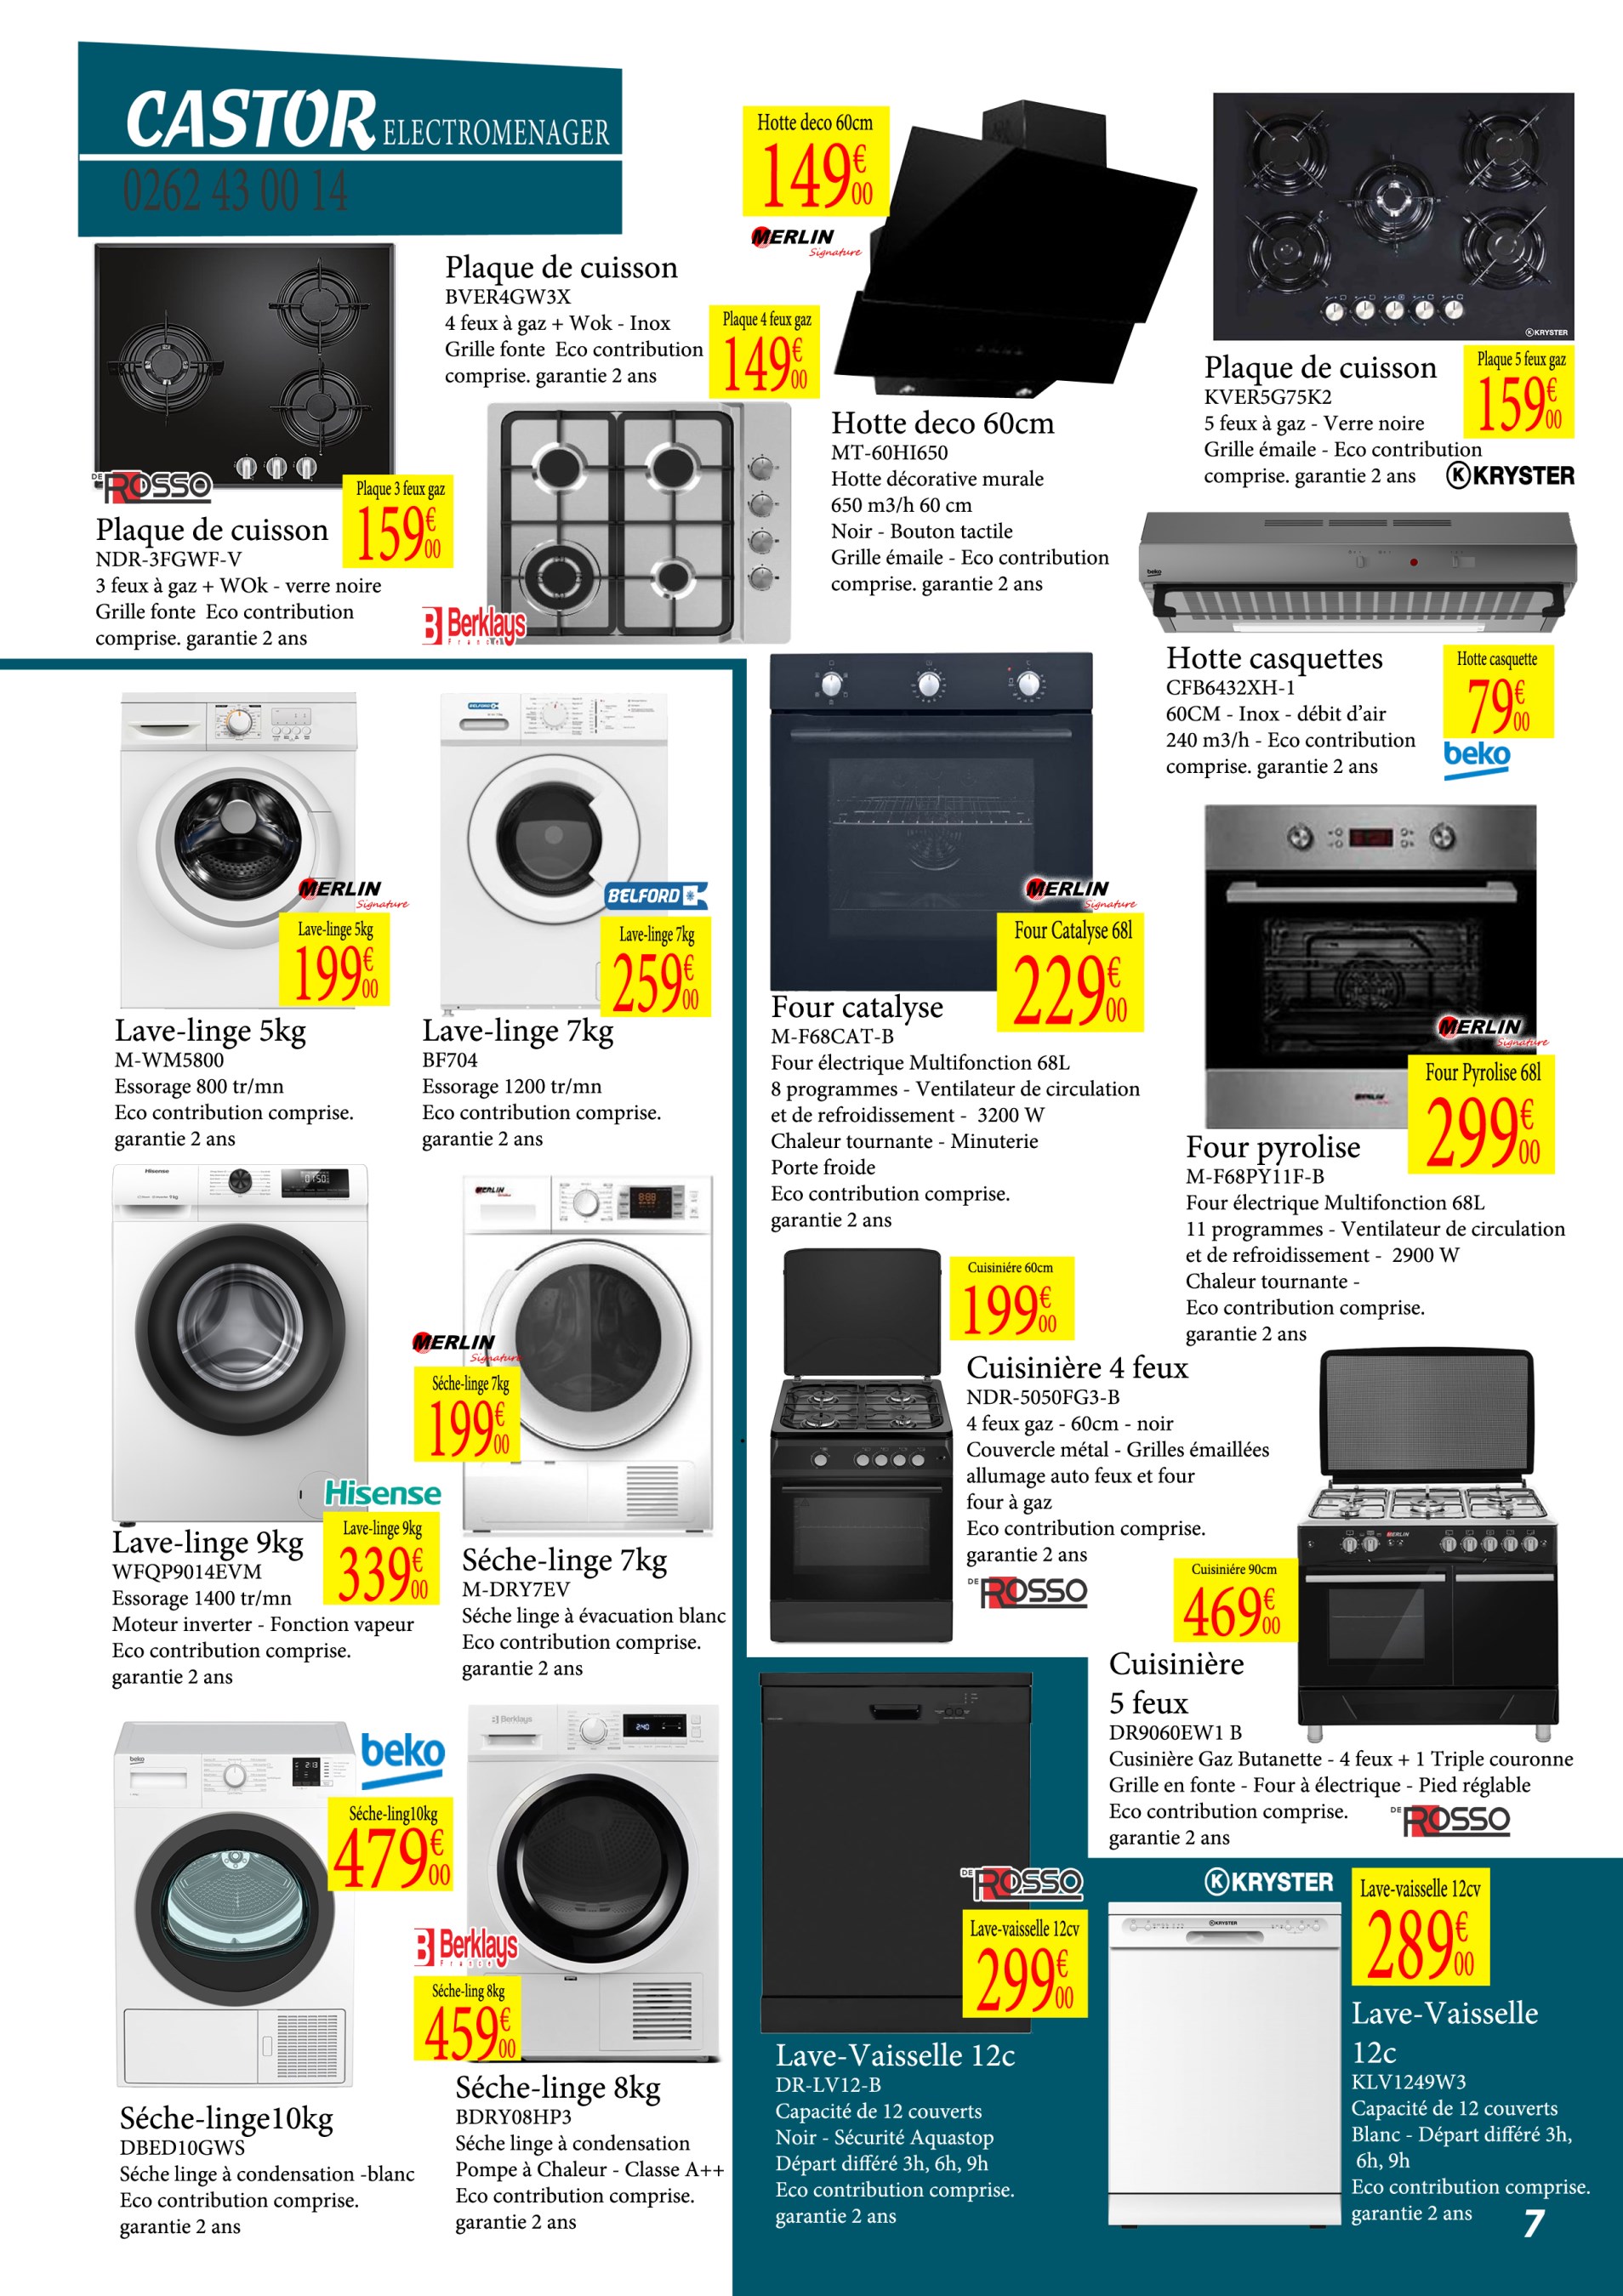 CASTOR ELECTROMENAGER
0262 43 00 14
DE ROSSO
Plaque 3 feux gaz
159€00
Plaque de cuisson
NDR-3FGWF-V
3 feux à gaz + WOk - verre noire
Grille fonte Eco contribution
comprise. garantie 2 ans
Plaque de cuisson
BVER4GW3X
4 feux à gaz + Wok - Inox
Grille fonte Eco contribution
comprise. garantie 2 ans
Plaque 4 feux gaz
149€00
Berklays
France
Hotte deco 60cm
149€00
MERLIN
Signature
Hotte deco 60cm
MT-60HI650
Hotte décorative murale
650 m3/h 60 cm
Noir - Bouton tactile
Grille émaile - Eco contribution
comprise. garantie 2 ans
KRYSTER
Plaque de cuisson
KVER5G75K2
5 feux à gaz - Verre noire
Grille émaile - Eco contribution
comprise. garantie 2 ans
Plaque 5 feux gaz
159€00
KRYSTER
beko
Hotte casquettes
CFB6432XH-1
60CM - Inox - débit d’air
240 m3/h - Eco contribution
comprise. garantie 2 ans
Hotte casquette
79€00
beko
MERLIN
Signature
Lave-linge 5kg
199€00
Lave-linge 5kg
M-WM5800
Essorage 800 tr/mn
Eco contribution comprise.
garantie 2 ans
BELFORD
BELFORD
Lave-linge 7kg
259€00
Lave-linge 7kg
BF704
Essorage 1200 tr/mn
Eco contribution comprise.
garantie 2 ans
MERLIN
Signature
Four Catalyse 68l
229€00
Four catalyse
M-F68CAT-B
Four électrique Multifonction 68L
8 programmes - Ventilateur de circulation
et de refroidissement - 3200 W
Chaleur tournante - Minuterie
Porte froide
Eco contribution comprise.
garantie 2 ans
MERLIN
Signature
MERLIN
Four Pyrolise 68l
299€00
Four pyrolise
M-F68PY11F-B
Four électrique Multifonction 68L
11 programmes - Ventilateur de circulation
et de refroidissement - 2900 W
Chaleur tournante -
Eco contribution comprise.
garantie 2 ans
Hisense
Hisense
Lave-linge 9kg
339€00
Lave-linge 9kg
WFQP9014EVM
Essorage 1400 tr/mn
Moteur inverter - Fonction vapeur
Eco contribution comprise.
garantie 2 ans
MERLIN
MERLIN
Signature
Séche-linge 7kg
199€00
Séche-linge 7kg
M-DRY7EV
Séche linge à évacuation blanc
Eco contribution comprise.
garantie 2 ans
Cuisiniére 60cm
199€00
Cuisinière 4 feux
NDR-5050FG3-B
4 feux gaz - 60cm - noir
Couvercle métal - Grilles émaillées
allumage auto feux et four
four à gaz
Eco contribution comprise.
garantie 2 ans
DE ROSSO
MERLIN
Cuisiniére 90cm
469€00
Cuisinière
5 feux
DR9060EW1 B
Cusinière Gaz Butanette - 4 feux + 1 Triple couronne
Grille en fonte - Four à électrique - Pied réglable
Eco contribution comprise.
garantie 2 ans
DE ROSSO
beko
beko
Séche-ling10kg
479€00
Séche-linge10kg
DBED10GWS
Séche linge à condensation -blanc
Eco contribution comprise.
garantie 2 ans
Berklays
Berklays
France
Séche-ling 8kg
459€00
Séche-linge 8kg
BDRY08HP3
Séche linge à condensation
Pompe à Chaleur - Classe A++
Eco contribution comprise.
garantie 2 ans
DE ROSSO
Lave-vaisselle 12cv
299€00
Lave-Vaisselle 12c
DR-LV12-B
Capacité de 12 couverts
Noir - Sécurité Aquastop
Départ différé 3h, 6h, 9h
Eco contribution comprise.
garantie 2 ans
KRYSTER
KRYSTER
Lave-vaisselle 12cv
289€00
Lave-Vaisselle
12c
KLV1249W3
Capacité de 12 couverts
Blanc - Départ différé 3h,
6h, 9h
Eco contribution comprise.
garantie 2 ans
7